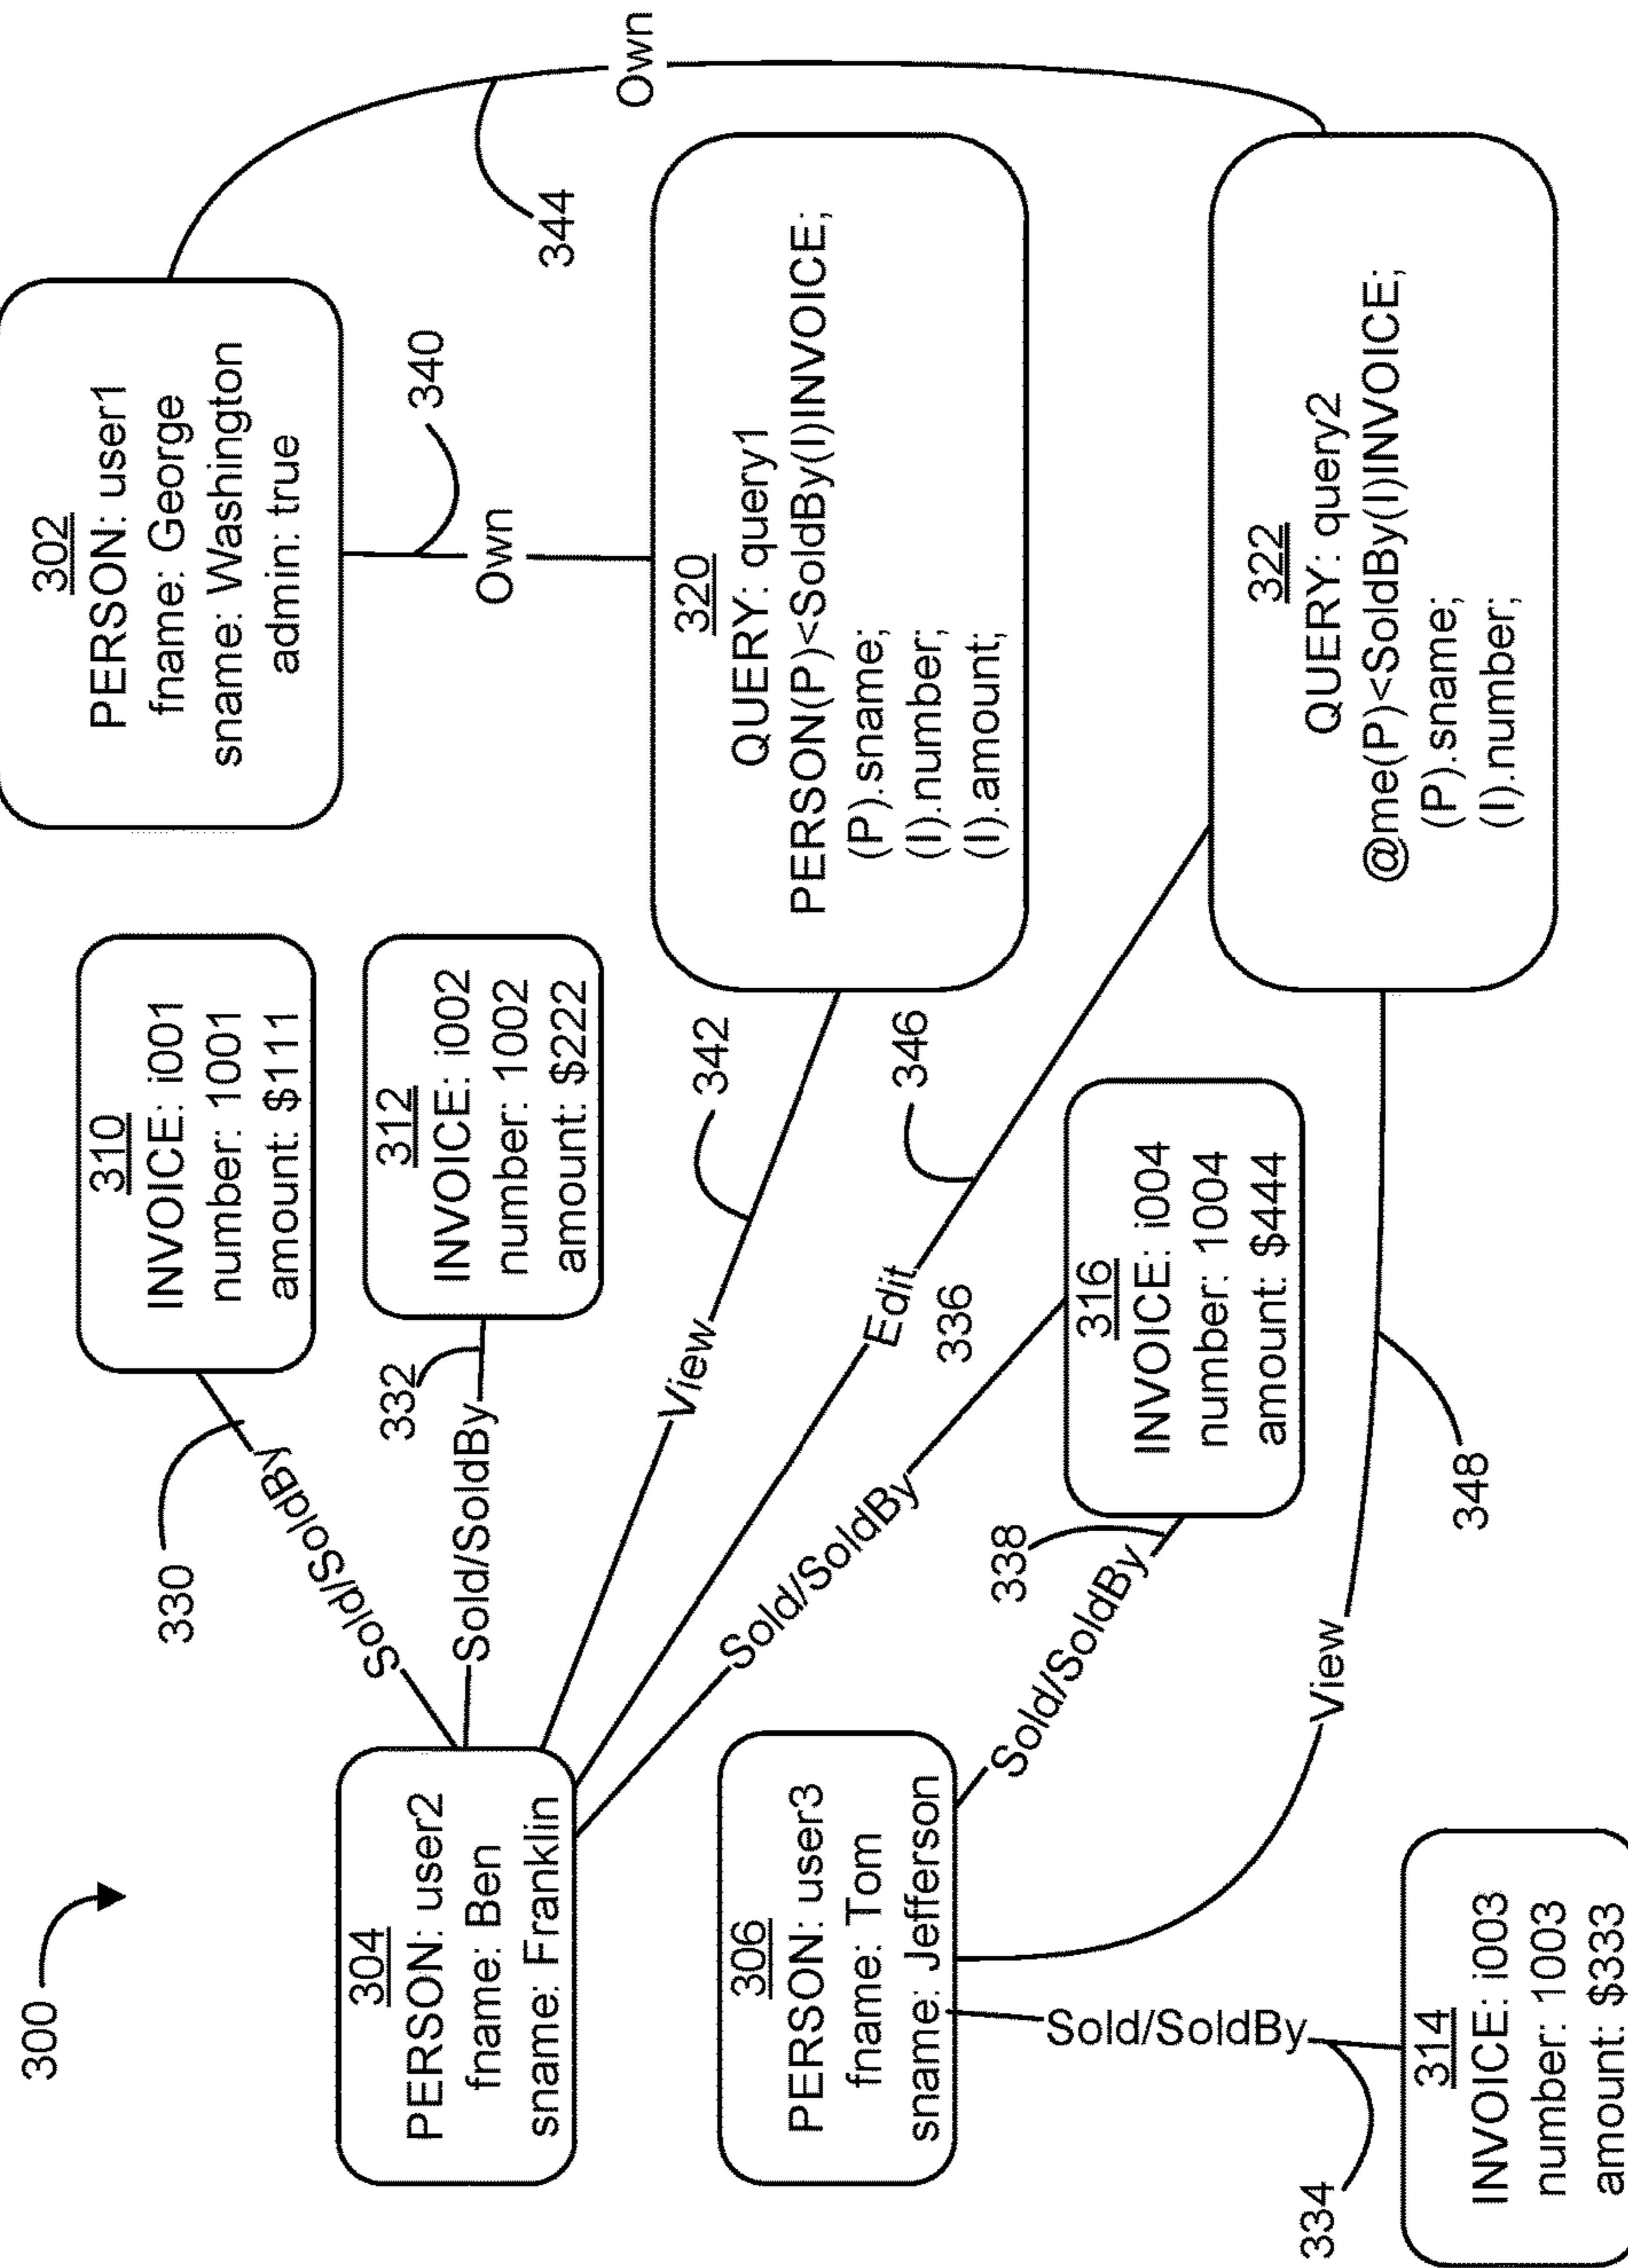 300
302
PERSON: user1
fname: George
sname: Washington
admin: true
304
PERSON: user2
fname: Ben
sname: Franklin
306
PERSON: user3
fname: Tom
sname: Jefferson
310
INVOICE: i001
number: 1001
amount: $111
312
INVOICE: i002
number: 1002
amount: $222
314
INVOICE: i003
number: 1003
amount: $333
316
INVOICE: i004
number: 1004
amount: $444
320
QUERY: query1
PERSON(P)<SoldBy(I)INVOICE;
(P).sname;
(I).number;
(I).amount;
322
QUERY: query2
@me(P)<SoldBy(I)INVOICE;
(P).sname;
(I).number;
330
Sold/SoldBy
332
Sold/SoldBy
334
Sold/SoldBy
336
Sold/SoldBy
338
Sold/SoldBy
340
Own
342
View
344
Own
346
Edit
348
View